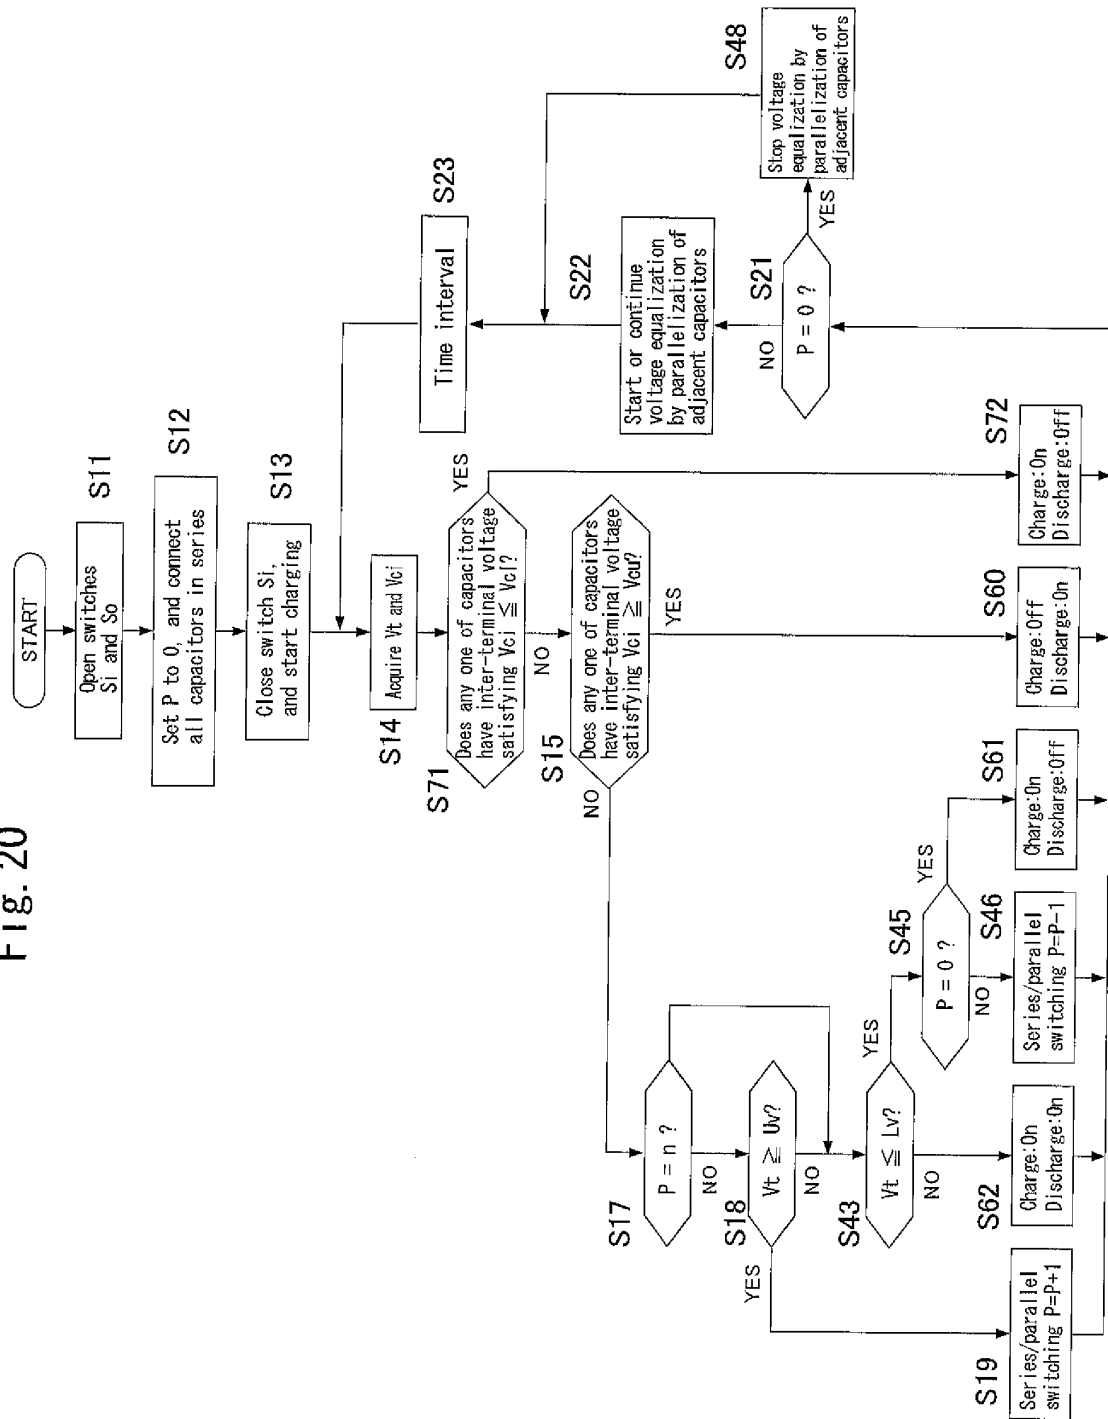 Fig. 20
START
S11
Open switches
Si and So
S12
Set P to 0, and connect
all capacitors in series
S13
Close switch Si,
and start charging
S14
Acquire Vt and Vci
S71
Does any one of capacitors
have inter-terminal voltage
satisfying Vci ≦ Vcl?
YES
NO
S15
Does any one of capacitors
have inter-terminal voltage
satisfying Vci ≧ Vcu?
YES
NO
S17
P = n ?
NO
S18
Vt ≧ Uv?
YES
NO
S43
Vt ≦ Lv?
YES
NO
S45
P = 0 ?
YES
NO
S19
Series/parallel
switching P=P+1
S62
Charge:On
Discharge:On
S46
Series/parallel
switching P=P-1
S61
Charge:On
Discharge:Off
S60
Charge:Off
Discharge:On
S72
Charge:On
Discharge:Off
S21
P = 0 ?
NO
YES
S22
Start or continue
voltage equalization
by parallelization of
adjacent capacitors
S48
Stop voltage
equalization by
parallelization of
adjacent capacitors
S23
Time interval